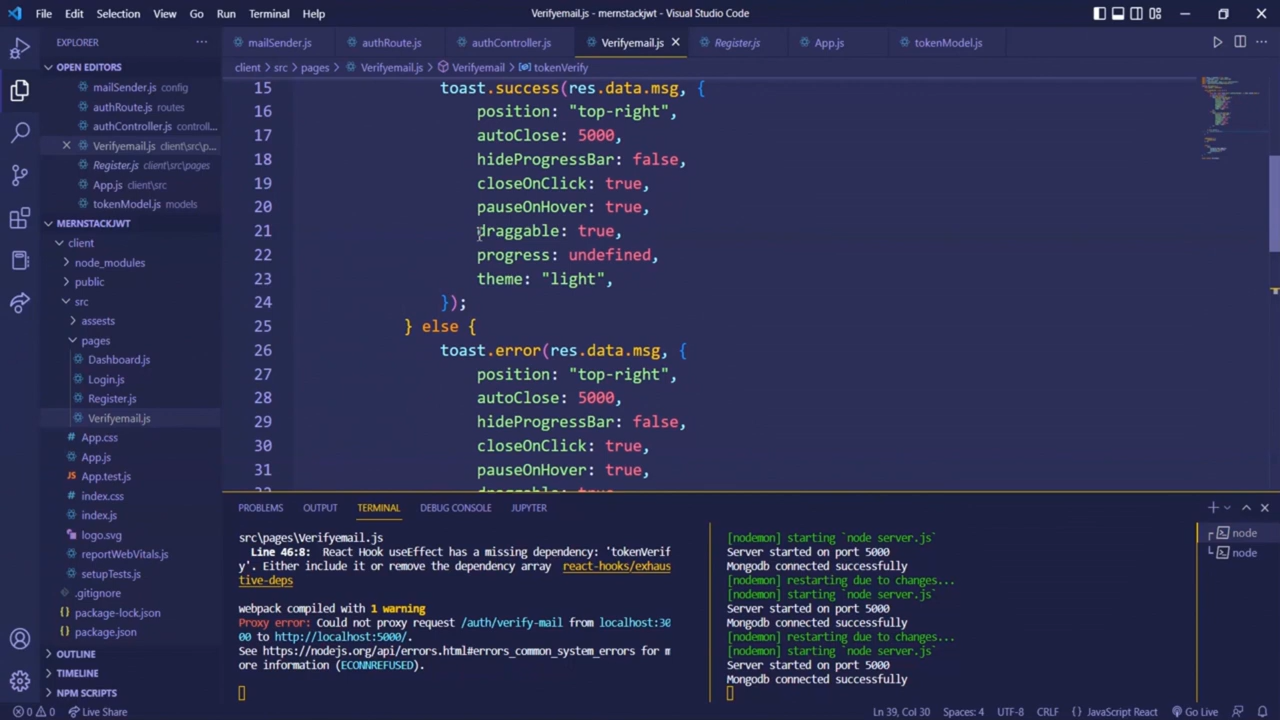 File Edit Selection View Go Run Terminal Help
Verifyemail.js - mernstackjwt - Visual Studio Code
EXPLORER
mailSender.js authRoute.js authController.js Verifyemail.js Register.js App.js tokenModel.js
OPEN EDITORS
mailSender.js config
authRoute.js routes
authController.js controll...
Verifyemail.js client\src\p...
Register.js client\src\pages
App.js client\src
tokenModel.js models
MERNSTACKJWT
client
node_modules
public
src
assests
pages
Dashboard.js
Login.js
Register.js
Verifyemail.js
App.css
App.js
App.test.js
index.css
index.js
logo.svg
reportWebVitals.js
setupTests.js
.gitignore
package-lock.json
package.json
OUTLINE
TIMELINE
NPM SCRIPTS
client > src > pages > Verifyemail.js > Verifyemail > tokenVerify
15 toast.success(res.data.msg, {
16 position: "top-right",
17 autoClose: 5000,
18 hideProgressBar: false,
19 closeOnClick: true,
20 pauseOnHover: true,
21 draggable: true,
22 progress: undefined,
23 theme: "light",
24 });
25 } else {
26 toast.error(res.data.msg, {
27 position: "top-right",
28 autoClose: 5000,
29 hideProgressBar: false,
30 closeOnClick: true,
31 pauseOnHover: true,
32 draggable: true
PROBLEMS OUTPUT TERMINAL DEBUG CONSOLE JUPYTER
src\pages\Verifyemail.js
Line 46:8: React Hook useEffect has a missing dependency: 'tokenVerif
y'. Either include it or remove the dependency array react-hooks/exhaus
tive-deps
webpack compiled with 1 warning
Proxy error: Could not proxy request /auth/verify-mail from localhost:30
00 to http://localhost:5000/.
See https://nodejs.org/api/errors.html#errors_common_system_errors for m
ore information (ECONNREFUSED).
[nodemon] starting `node server.js`
Server started on port 5000
Mongodb connected successfully
[nodemon] restarting due to changes...
[nodemon] starting `node server.js`
Server started on port 5000
Mongodb connected successfully
[nodemon] restarting due to changes...
[nodemon] starting `node server.js`
Server started on port 5000
Mongodb connected successfully
node
node
0 0 Live Share
Ln 39, Col 30 Spaces: 4 UTF-8 CRLF {} JavaScript React Go Live